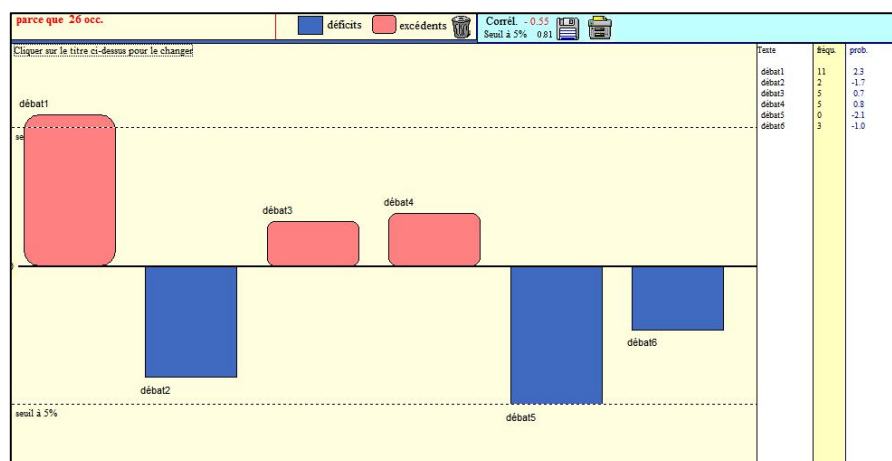 parce que 26 occ.
déficits
excédents
Corrél. - 0.55
Seuil à 5% 0.81
Cliquer sur le titre ci-dessus pour le changer
Texte fréqu. prob.
débat1 11 2.3
débat2 2 -1.7
débat3 5 0.7
débat4 5 0.8
débat5 0 -2.1
débat6 3 -1.0
débat1
se
débat3
débat4
débat6
débat2
seuil à 5%
débat5